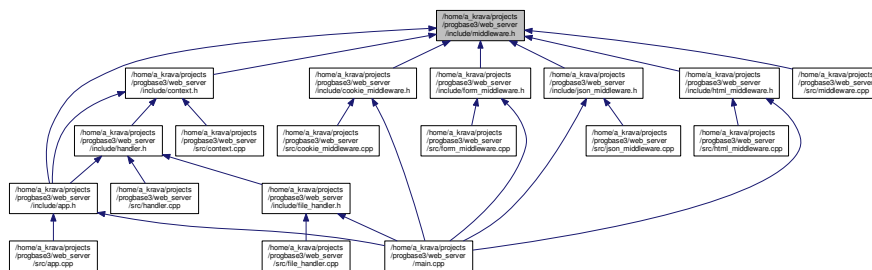 /home/a_krava/projects
/progbase3/web_server
/include/middleware.h
/home/a_krava/projects
/progbase3/web_server
/include/context.h
/home/a_krava/projects
/progbase3/web_server
/include/cookie_middleware.h
/home/a_krava/projects
/progbase3/web_server
/include/form_middleware.h
/home/a_krava/projects
/progbase3/web_server
/include/json_middleware.h
/home/a_krava/projects
/progbase3/web_server
/include/html_middleware.h
/home/a_krava/projects
/progbase3/web_server
/src/middleware.cpp
/home/a_krava/projects
/progbase3/web_server
/include/handler.h
/home/a_krava/projects
/progbase3/web_server
/src/context.cpp
/home/a_krava/projects
/progbase3/web_server
/src/cookie_middleware.cpp
/home/a_krava/projects
/progbase3/web_server
/src/form_middleware.cpp
/home/a_krava/projects
/progbase3/web_server
/src/json_middleware.cpp
/home/a_krava/projects
/progbase3/web_server
/src/html_middleware.cpp
/home/a_krava/projects
/progbase3/web_server
/include/app.h
/home/a_krava/projects
/progbase3/web_server
/src/handler.cpp
/home/a_krava/projects
/progbase3/web_server
/include/file_handler.h
/home/a_krava/projects
/progbase3/web_server
/src/app.cpp
/home/a_krava/projects
/progbase3/web_server
/src/file_handler.cpp
/home/a_krava/projects
/progbase3/web_server
/main.cpp